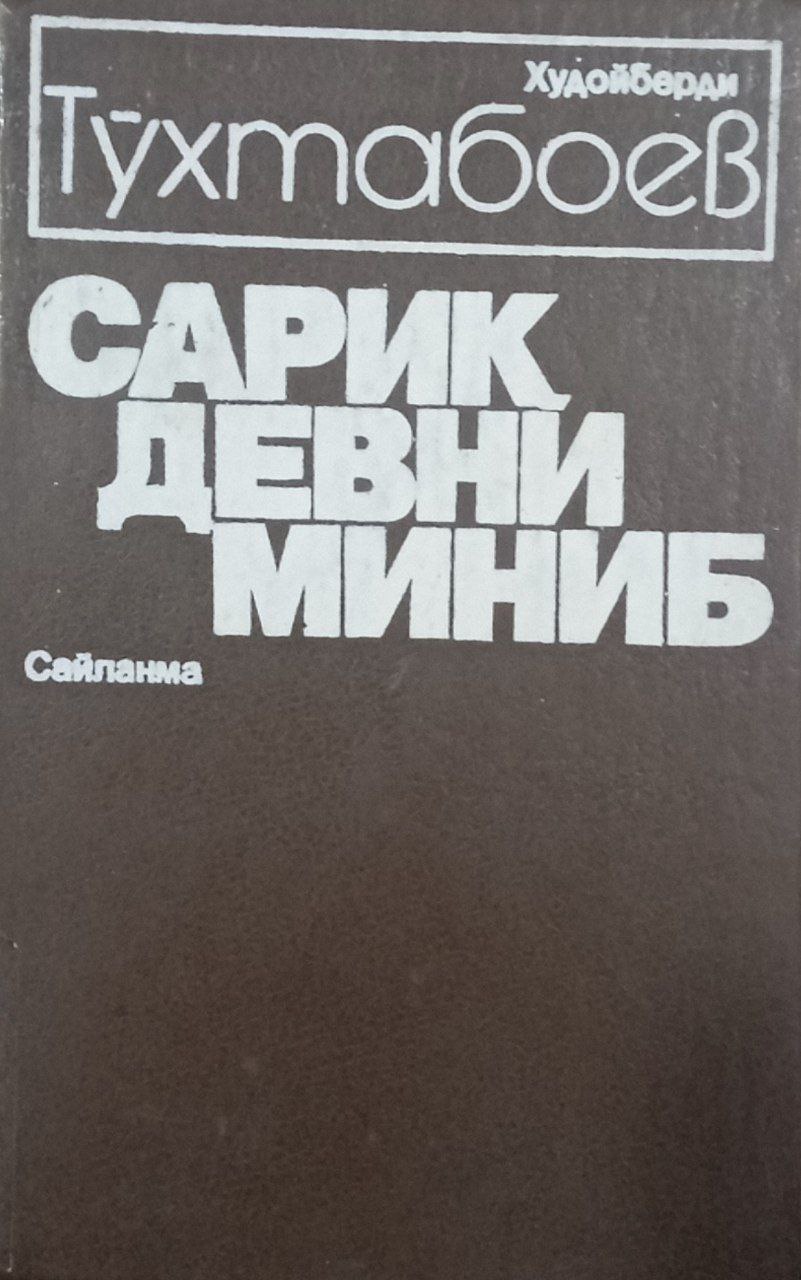 Худойберди
Тўхтабоев
САРИҚ
ДЕВНИ
МИНИБ
Сайланма